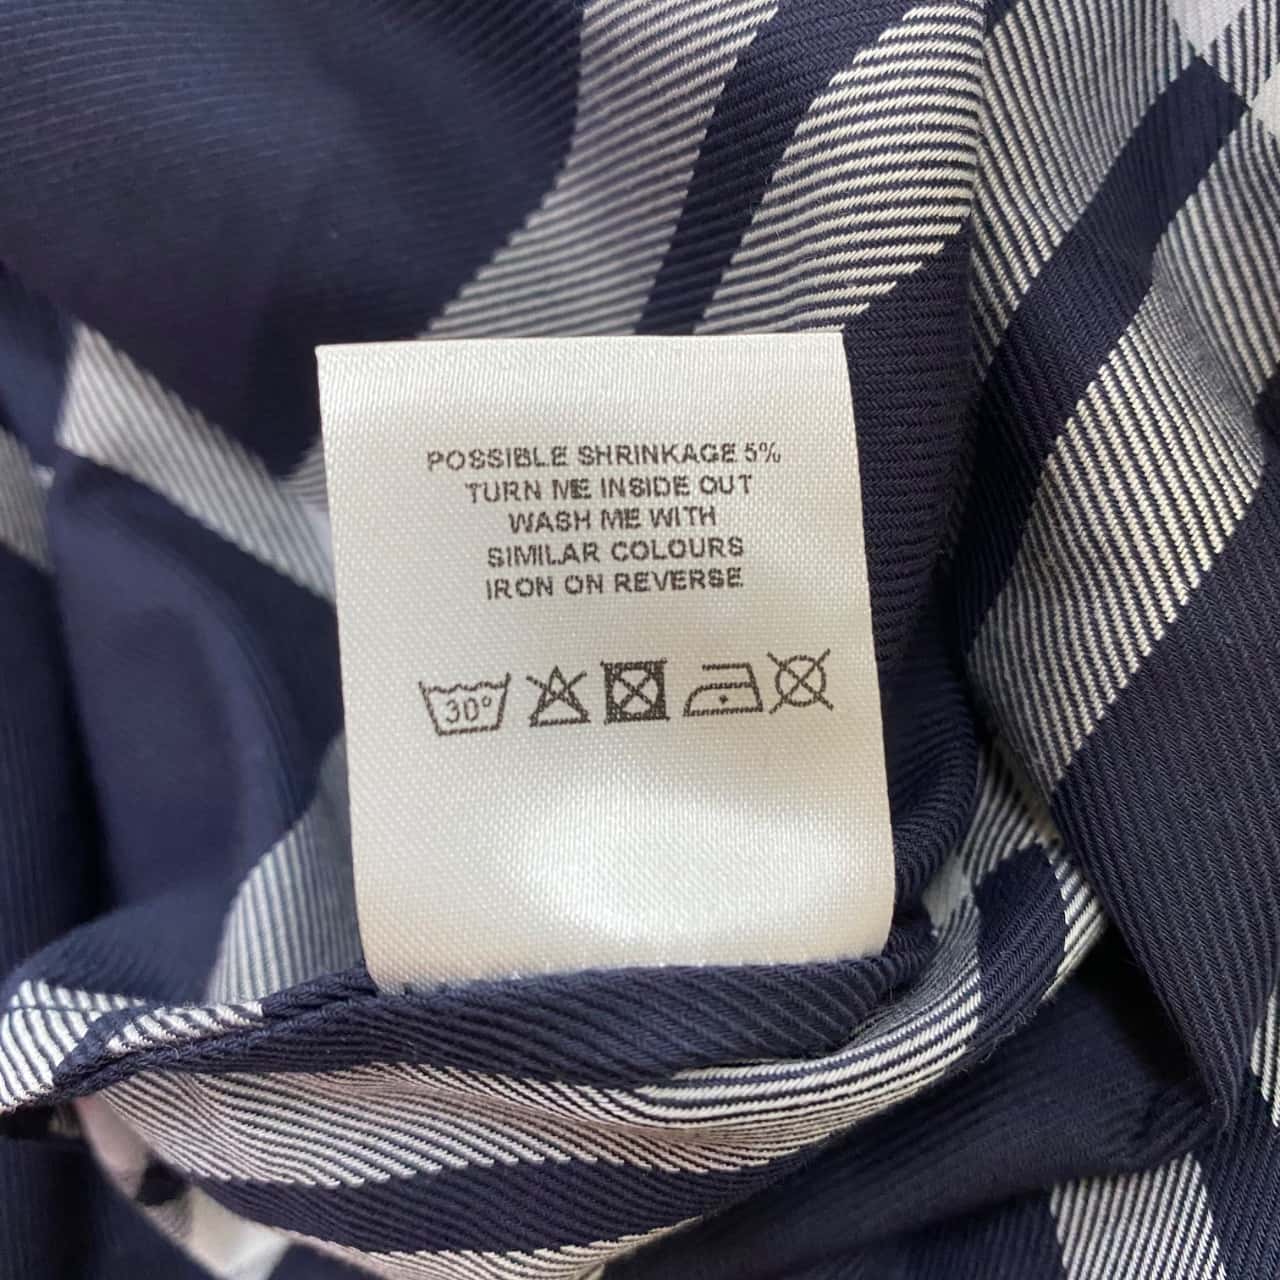 POSSIBLE SHRINKAGE 5%
TURN ME INSIDE OUT
WASH ME WITH
SIMILAR COLOURS
IRON ON REVERSE
30°